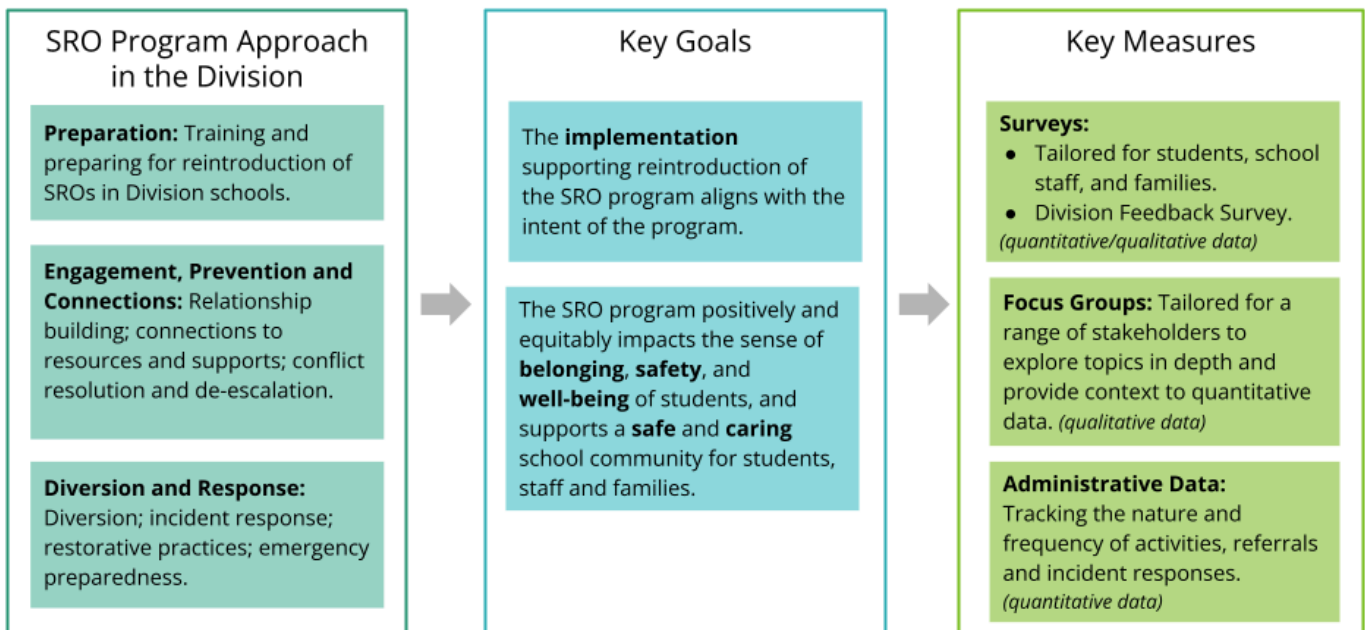 SRO Program Approach
in the Division
Preparation: Training and
preparing for reintroduction of
SROs in Division schools.
Engagement, Prevention and
Connections: Relationship
building; connections to
resources and supports; conflict
resolution and de-escalation.
Diversion and Response:
Diversion; incident response;
restorative practices; emergency
preparedness.
Key Goals
The implementation
supporting reintroduction of
the SRO program aligns with the
intent of the program.
The SRO program positively and
equitably impacts the sense of
belonging, safety, and
well-being of students, and
supports a safe and caring
school community for students,
staff and families.
Key Measures
Surveys:
● Tailored for students, school
staff, and families.
● Division Feedback Survey.
(quantitative/qualitative data)
Focus Groups: Tailored for a
range of stakeholders to
explore topics in depth and
provide context to quantitative
data. (qualitative data)
Administrative Data:
Tracking the nature and
frequency of activities, referrals
and incident responses.
(quantitative data)